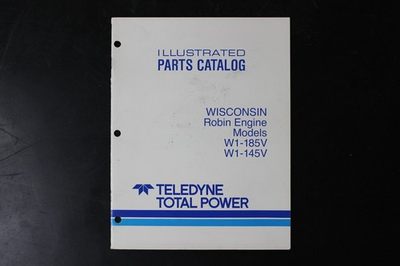 ILLUSTRATED
PARTS CATALOG
WISCONSIN
Robin Engine
Models
W1-185V
W1-145V
TELEDYNE
TOTAL POWER